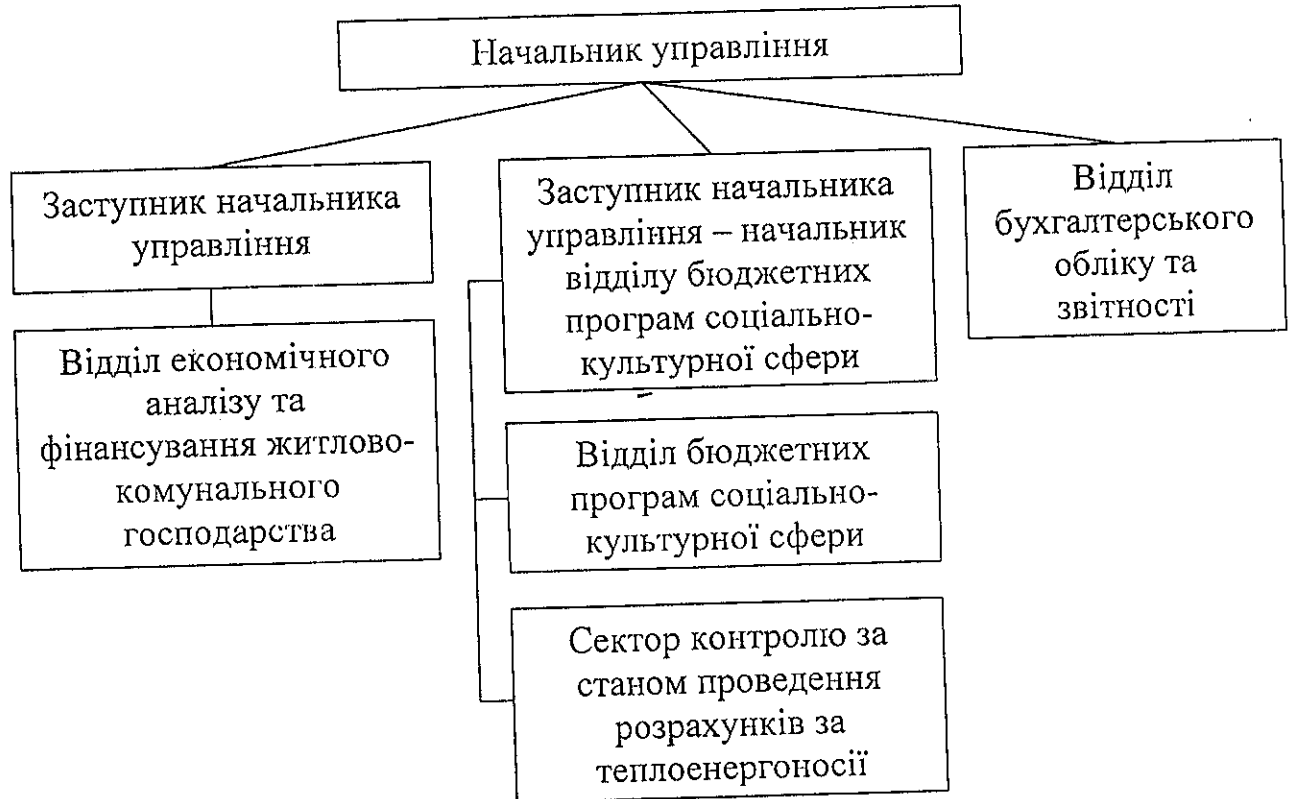 Начальник управління
Заступник начальника
управління
Відділ економічного
аналізу та
фінансування житлово-
комунального
господарства
Заступник начальника
управління – начальник
відділу бюджетних
програм соціально-
культурної сфери
Відділ бюджетних
програм соціально-
культурної сфери
Сектор контролю за
станом проведення
розрахунків за
теплоенергоносії
Відділ
бухгалтерського
обліку та
звітності